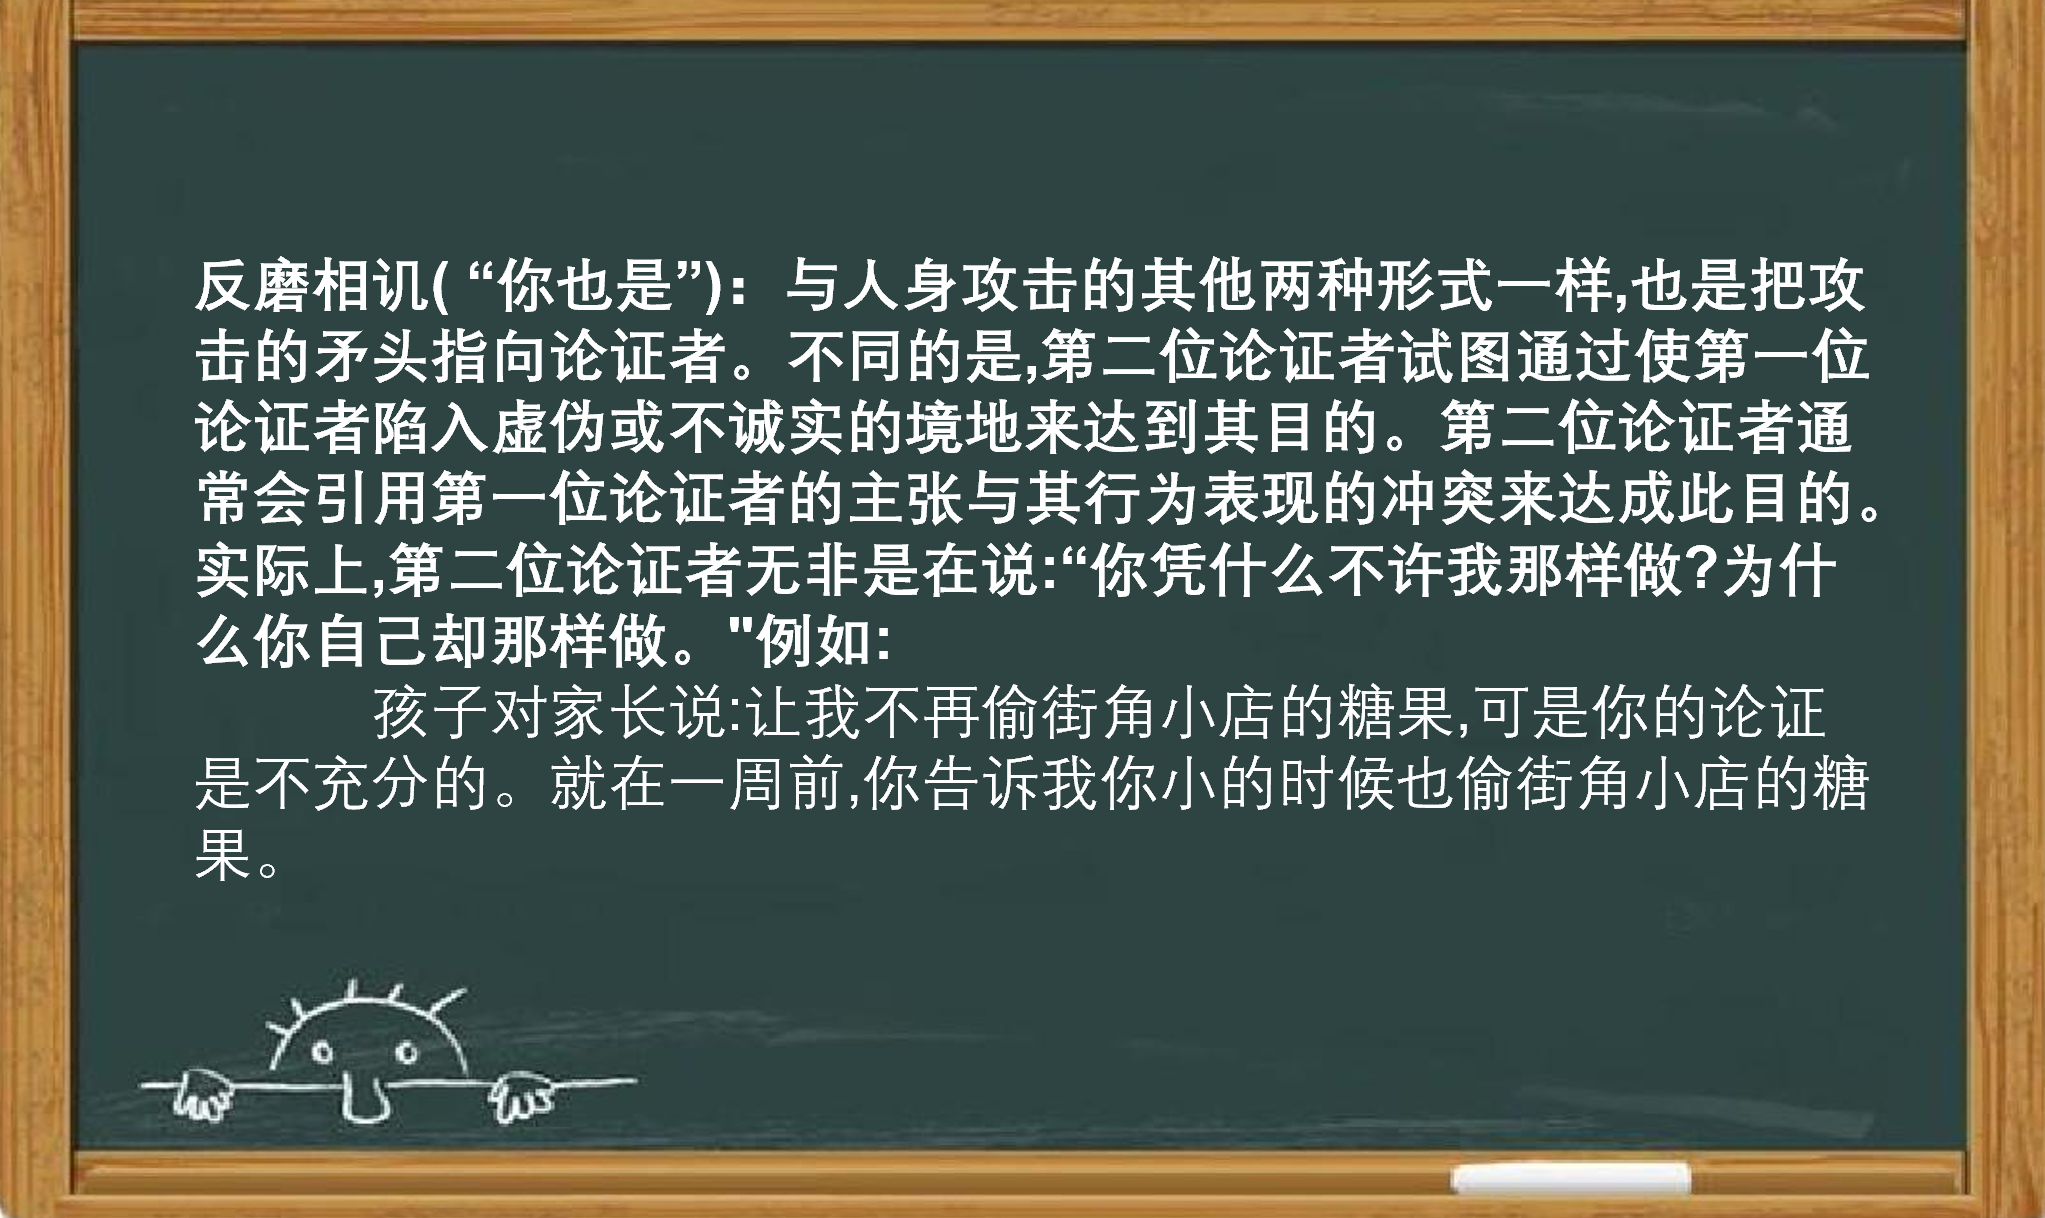 反磨相讥( “你也是”)：与人身攻击的其他两种形式一样,也是把攻
击的矛头指向论证者。不同的是,第二位论证者试图通过使第一位
论证者陷入虚伪或不诚实的境地来达到其目的。第二位论证者通
常会引用第一位论证者的主张与其行为表现的冲突来达成此目的。
实际上,第二位论证者无非是在说:“你凭什么不许我那样做?为什
么你自己却那样做。"例如:
孩子对家长说:让我不再偷街角小店的糖果,可是你的论证
是不充分的。就在一周前,你告诉我你小的时候也偷街角小店的糖
果。